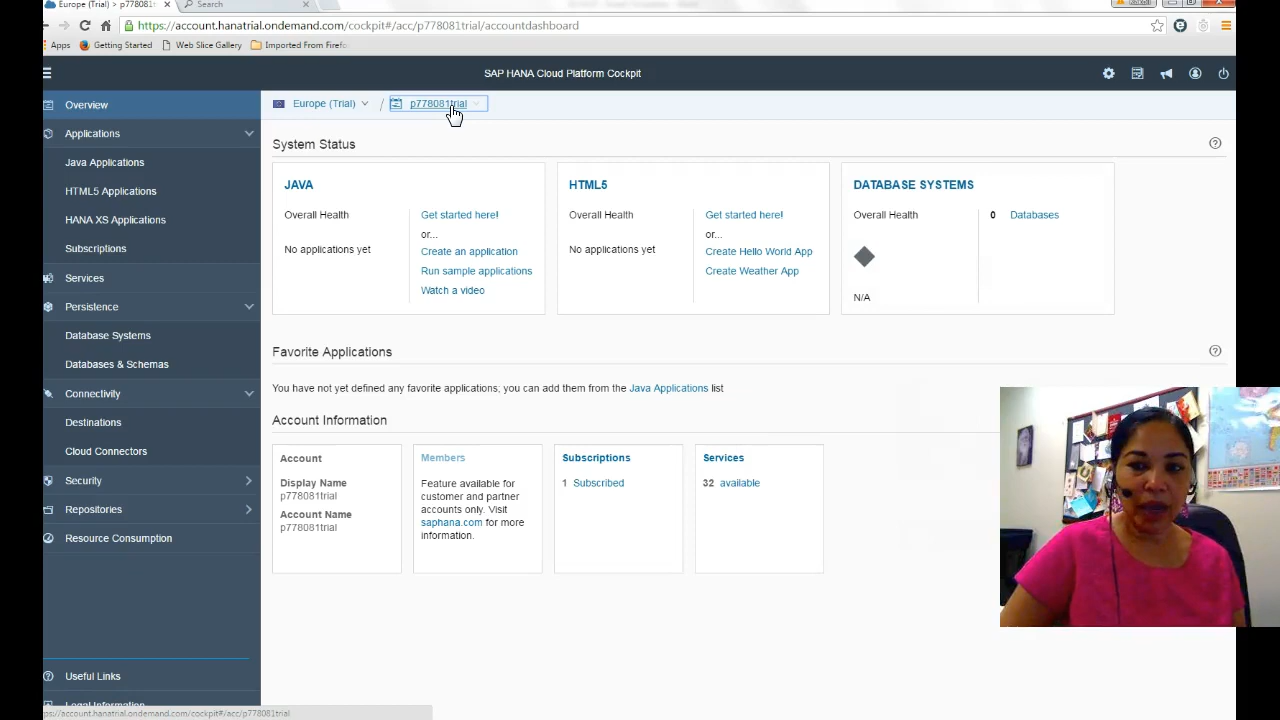 Europe (Trial) > p778081t
Search
https://account.hanatrial.ondemand.com/cockpit#/acc/p778081trial/accountdashboard
Apps
Getting Started
Web Slice Gallery
Imported From Firefo
SAP HANA Cloud Platform Cockpit
Overview
Europe (Trial)
/
p778081trial
Applications
Java Applications
HTML5 Applications
HANA XS Applications
Subscriptions
Services
Persistence
Database Systems
Databases & Schemas
Connectivity
Destinations
Cloud Connectors
Security
Repositories
Resource Consumption
Useful Links
Legal Information
System Status
JAVA
Overall Health
No applications yet
Get started here!
or...
Create an application
Run sample applications
Watch a video
HTML5
Overall Health
No applications yet
Get started here!
or...
Create Hello World App
Create Weather App
DATABASE SYSTEMS
Overall Health
N/A
0 Databases
Favorite Applications
You have not yet defined any favorite applications; you can add them from the Java Applications list
Account Information
Account
Display Name
p778081trial
Account Name
p778081trial
Members
Feature available for
customer and partner
accounts only. Visit
saphana.com for more
information.
Subscriptions
1 Subscribed
Services
32 available
ps://account.hanatrial.ondemand.com/cockpit#/acc/p778081trial